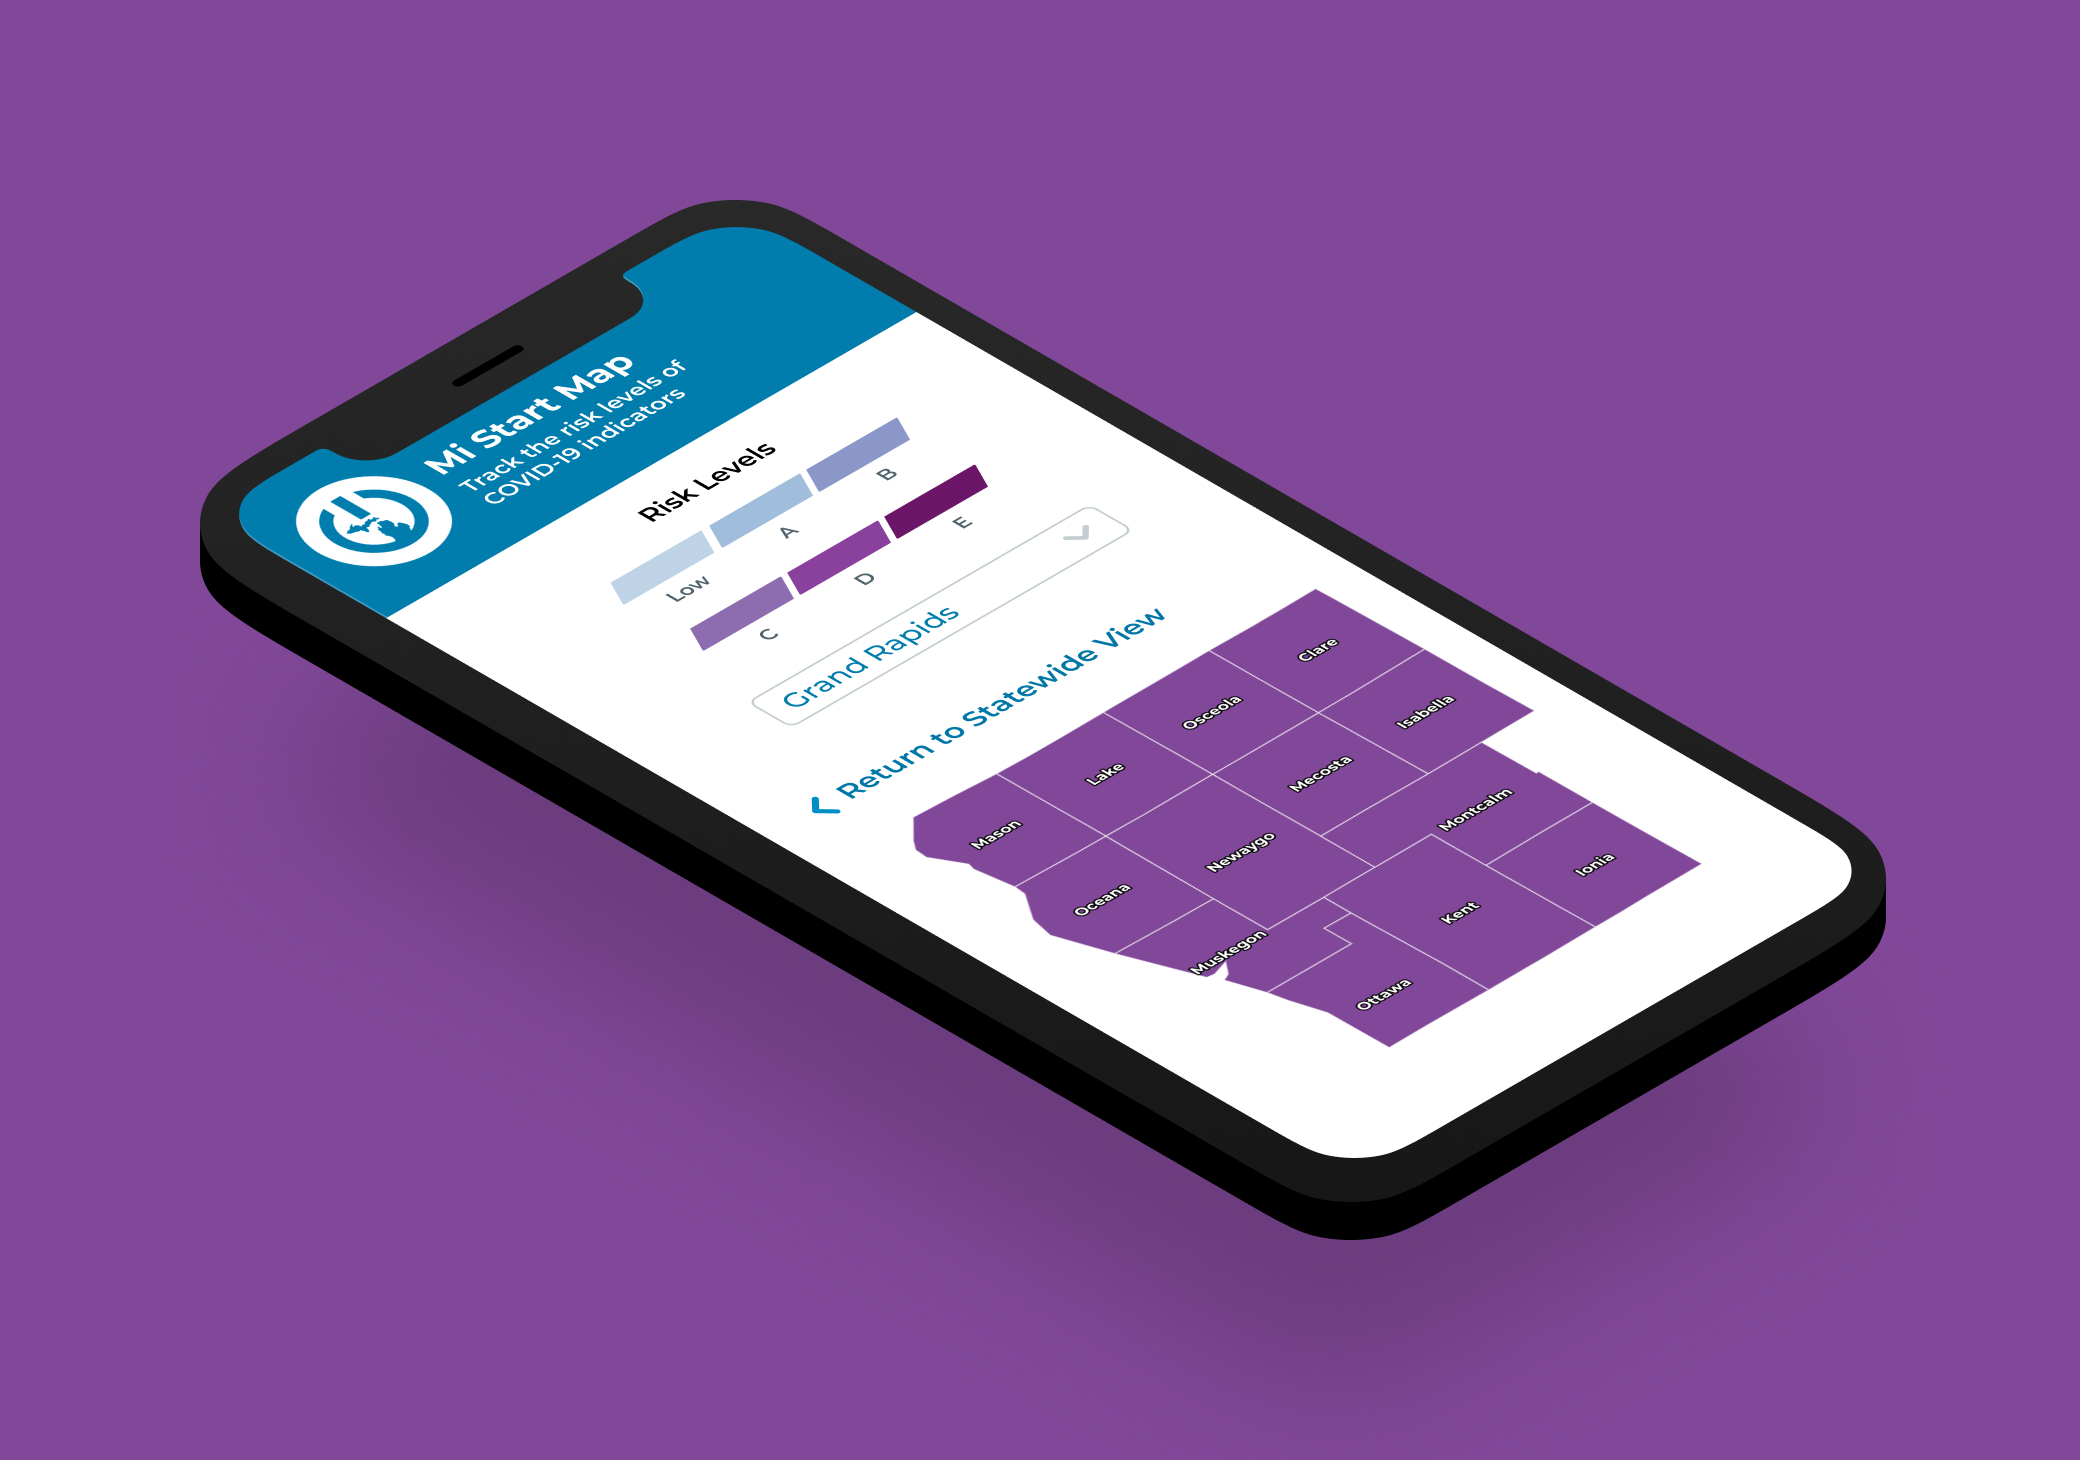 Mi Start Map
Track the risk levels of
COVID-19 indicators
Risk Levels
Low A B
C D E
Grand Rapids
Return to Statewide View
Clare
Osceola
Isabella
Lake
Mecosta
Mason
Montcalm
Newaygo
Ionia
Oceana
Kent
Muskegon
Ottawa